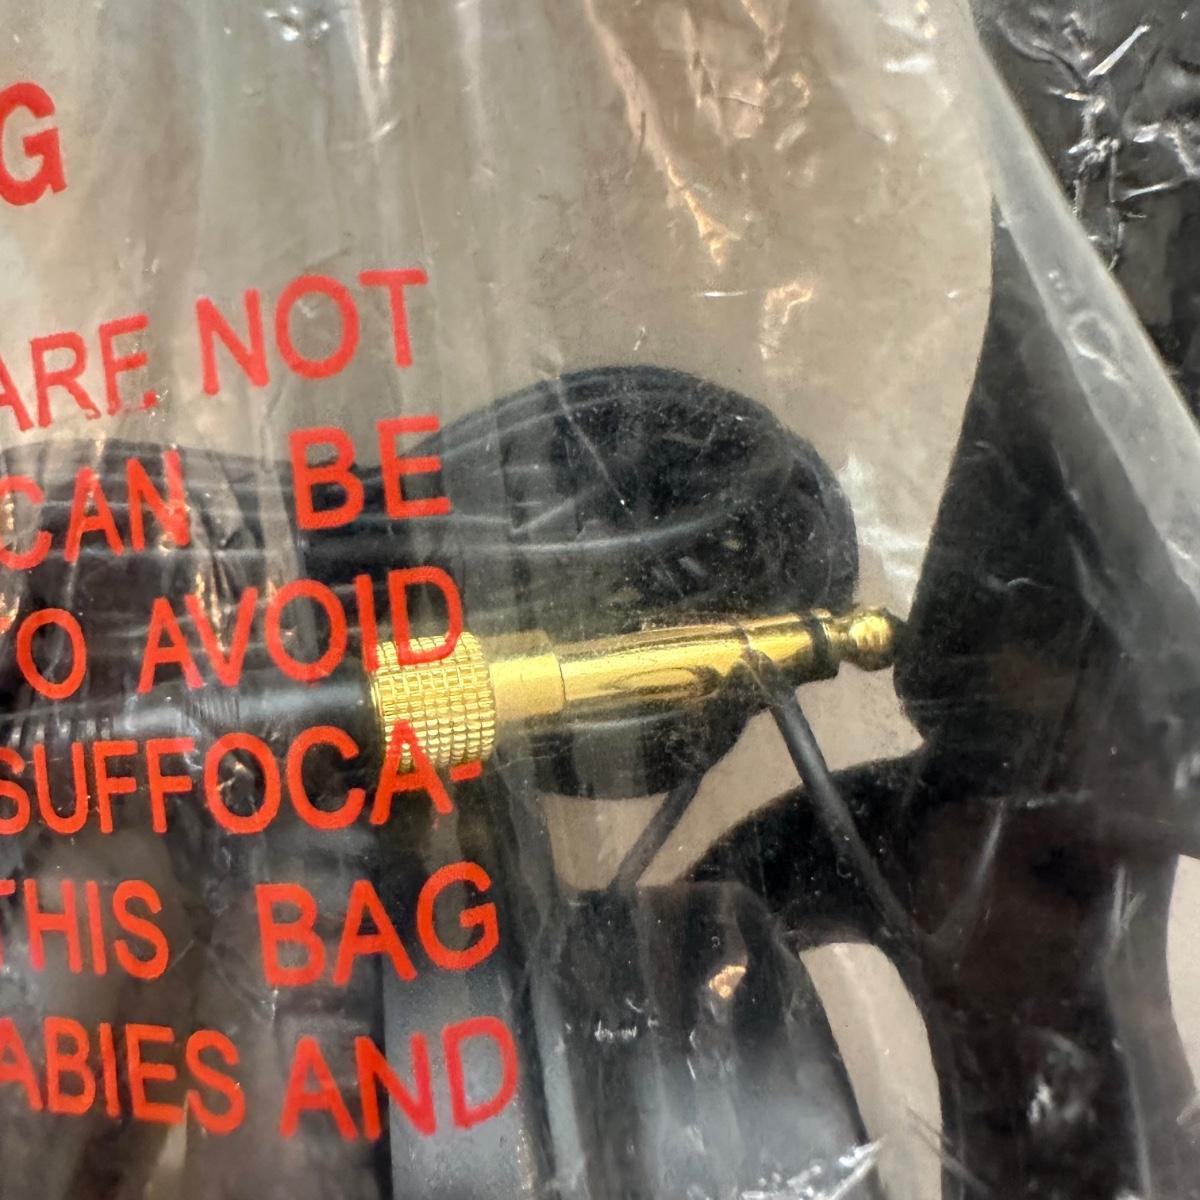 G
ARE NOT
CAN BE
O AVOID
SUFFOCA-
THIS BAG
ABIES AND